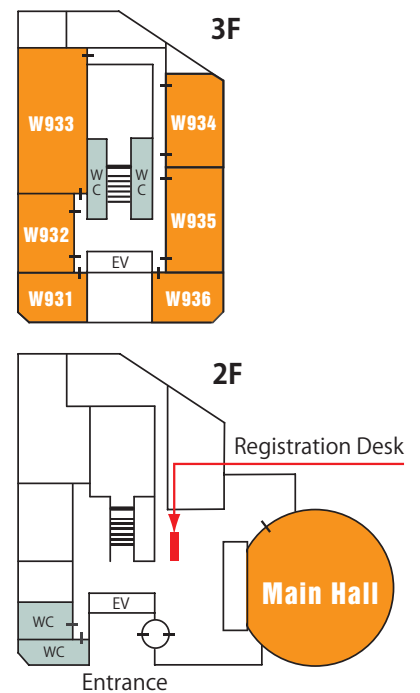 3F
W933
W934
W
C
W
C
W932
W935
EV
W931
W936
2F
Registration Desk
Main Hall
EV
WC
WC
Entrance